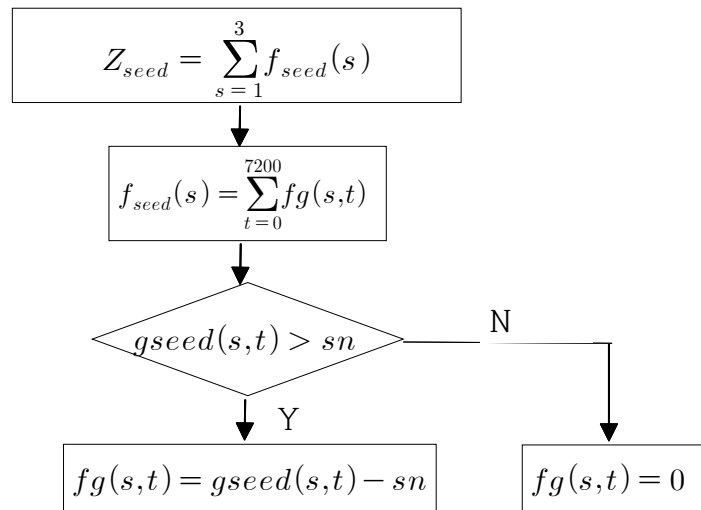 Z_{seed} = \sum_{s=1}^{3} f_{seed}(s)
f_{seed}(s) = \sum_{t=0}^{7200} fg(s,t)
gseed(s,t) > sn
N
Y
fg(s,t) = gseed(s,t) - sn
fg(s,t) = 0